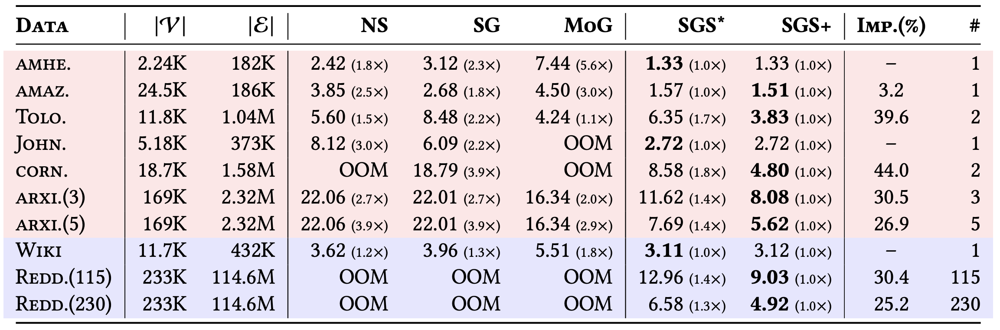 DATA |𝒱| |ℰ| NS SG MOG SGS* SGS+ IMP.(%) #
AMHE. 2.24K 182K 2.42 (1.8×) 3.12 (2.3×) 7.44 (5.6×) 1.33 (1.0×) 1.33 (1.0×) – 1
AMAZ. 24.5K 186K 3.85 (2.5×) 2.68 (1.8×) 4.50 (3.0×) 1.57 (1.0×) 1.51 (1.0×) 3.2 1
TOLO. 11.8K 1.04M 5.60 (1.5×) 8.48 (2.2×) 4.24 (1.1×) 6.35 (1.7×) 3.83 (1.0×) 39.6 2
JOHN. 5.18K 373K 8.12 (3.0×) 6.09 (2.2×) OOM 2.72 (1.0×) 2.72 (1.0×) – 1
CORN. 18.7K 1.58M OOM 18.79 (3.9×) OOM 8.58 (1.8×) 4.80 (1.0×) 44.0 2
ARXI.(3) 169K 2.32M 22.06 (2.7×) 22.01 (2.7×) 16.34 (2.0×) 11.62 (1.4×) 8.08 (1.0×) 30.5 3
ARXI.(5) 169K 2.32M 22.06 (3.9×) 22.01 (3.9×) 16.34 (2.9×) 7.69 (1.4×) 5.62 (1.0×) 26.9 5
WIKI 11.7K 432K 3.62 (1.2×) 3.96 (1.3×) 5.51 (1.8×) 3.11 (1.0×) 3.12 (1.0×) – 1
REDD.(115) 233K 114.6M OOM OOM OOM 12.96 (1.4×) 9.03 (1.0×) 30.4 115
REDD.(230) 233K 114.6M OOM OOM OOM 6.58 (1.3×) 4.92 (1.0×) 25.2 230